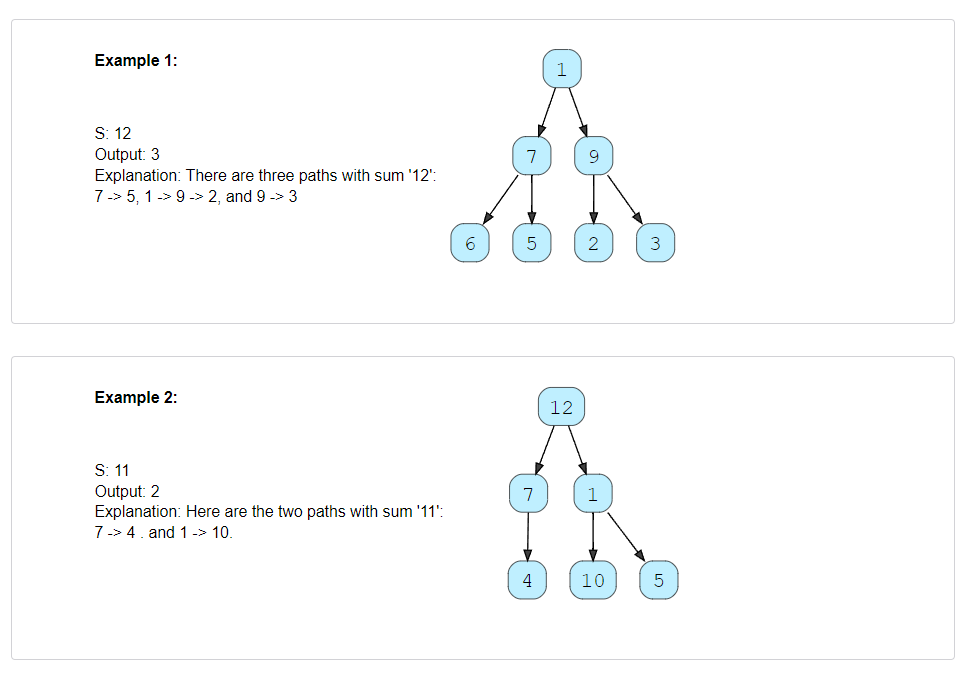 Example 1:
S: 12
Output: 3
Explanation: There are three paths with sum '12':
7 -> 5, 1 -> 9 -> 2, and 9 -> 3
1
7 9
6 5 2 3
Example 2:
S: 11
Output: 2
Explanation: Here are the two paths with sum '11':
7 -> 4 . and 1 -> 10.
12
7 1
4 10 5